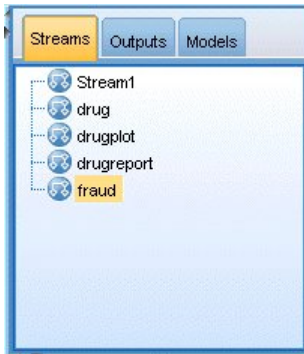 Streams Outputs Models
Stream1
drug
drugplot
drugreport
fraud